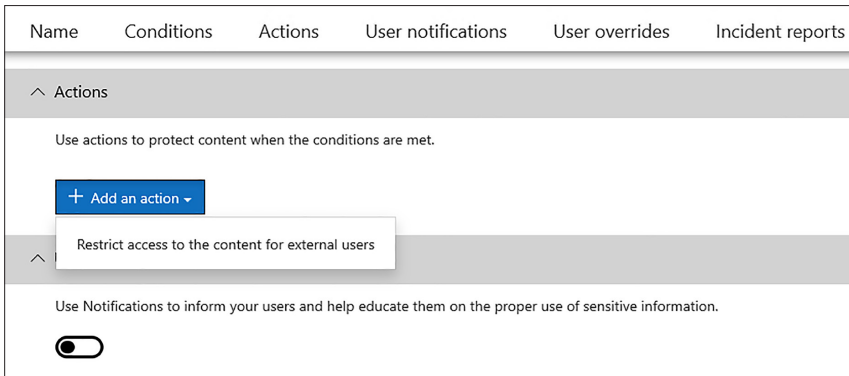 Name Conditions Actions User notifications User overrides Incident reports
Actions
Use actions to protect content when the conditions are met.
+ Add an action
Restrict access to the content for external users
Use Notifications to inform your users and help educate them on the proper use of sensitive information.